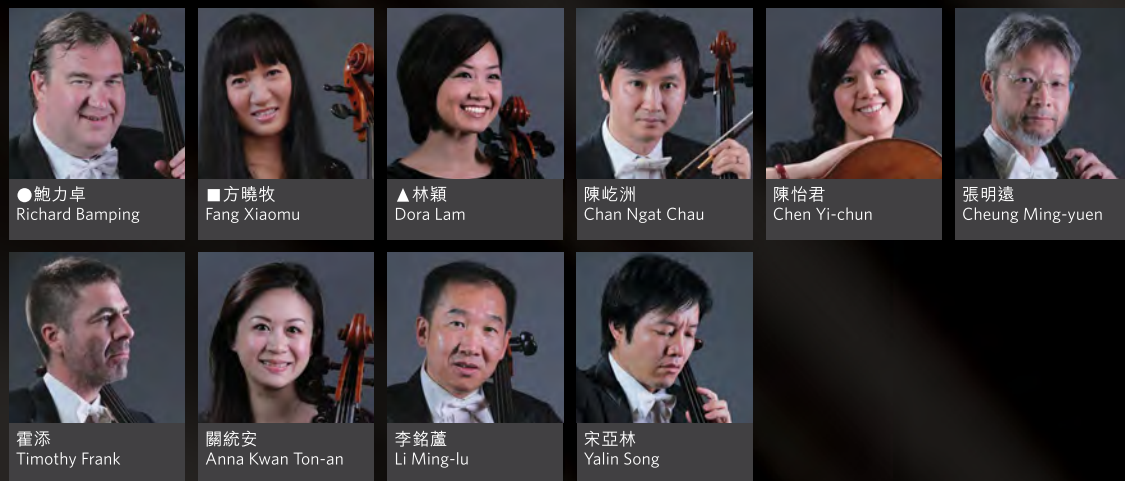 ●鮑力卓
Richard Bamping
■方曉牧
Fang Xiaomu
▲林穎
Dora Lam
陳屹洲
Chan Ngat Chau
陳怡君
Chen Yi-chun
張明遠
Cheung Ming-yuen
霍添
Timothy Frank
關統安
Anna Kwan Ton-an
李銘蘆
Li Ming-lu
宋亞林
Yalin Song